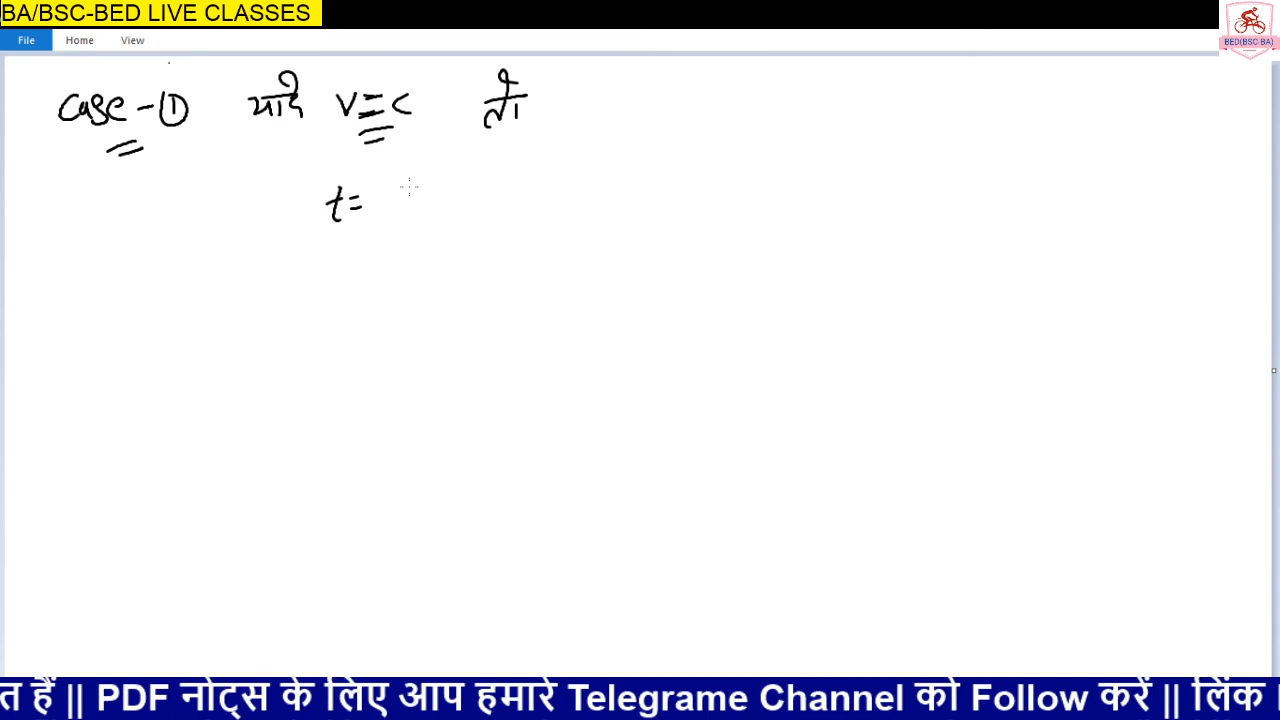 BA/BSC-BED LIVE CLASSES
File Home View
BED(BSC BA)
case - ① यदि v = c तो
t =
त हैं || PDF नोट्स के लिए आप हमारे Telegrame Channel को Follow करें || लिंक